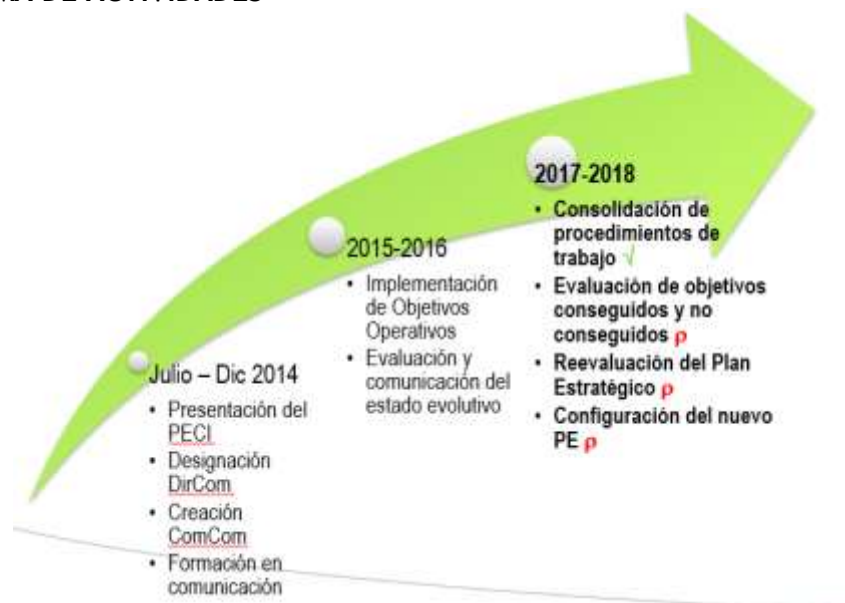 2017-2018
• Consolidación de
procedimientos de
trabajo √
• Evaluación de objetivos
conseguidos y no
conseguidos ρ
• Reevaluación del Plan
Estratégico ρ
• Configuración del nuevo
PE ρ
2015-2016
• Implementación
de Objetivos
Operativos
• Evaluación y
comunicación del
estado evolutivo
Julio – Dic 2014
• Presentación del
PECI
• Designación
DirCom
• Creación
ComCom
• Formación en
comunicación